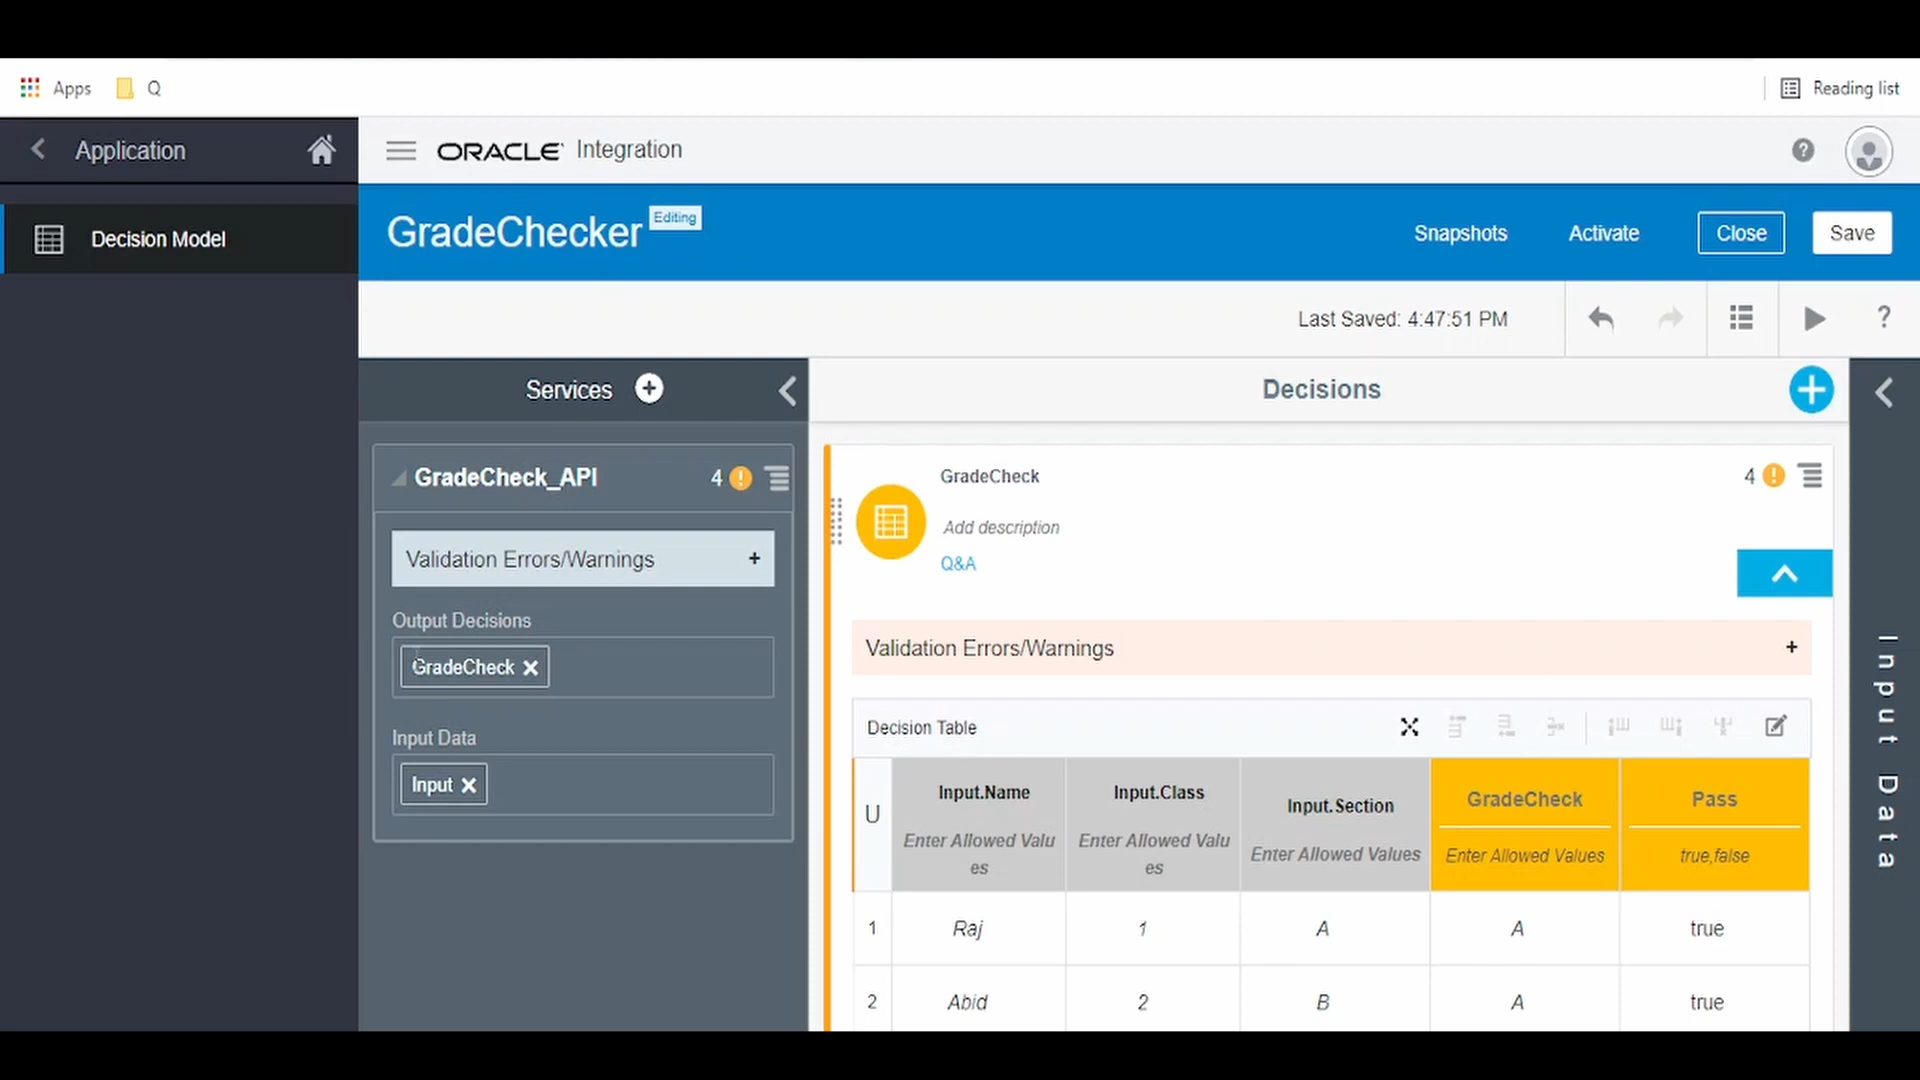 Apps
Q
Reading list
Application
ORACLE Integration
?
Decision Model
GradeChecker Editing
Snapshots
Activate
Close
Save
Last Saved: 4:47:51 PM
?
Services +
Decisions
+
GradeCheck_API
4 !
Validation Errors/Warnings +
Output Decisions
GradeCheck ×
Input Data
Input ×
GradeCheck
4 !
Add description
Q&A
Validation Errors/Warnings +
Decision Table
U
Input.Name
Enter Allowed Valu
es
Input.Class
Enter Allowed Valu
es
Input.Section
Enter Allowed Values
GradeCheck
Enter Allowed Values
Pass
true,false
1 Raj 1 A A true
2 Abid 2 B A true
Input Data